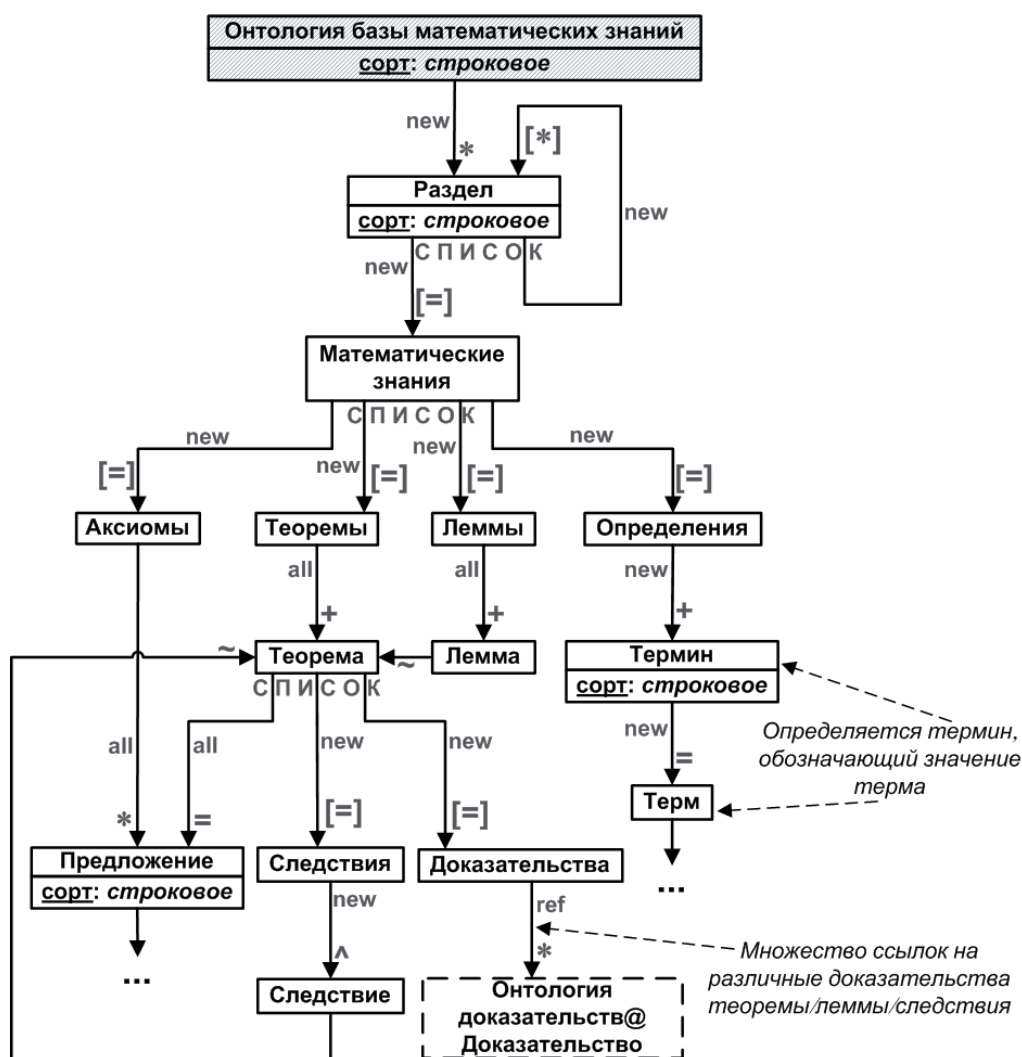 Онтология базы математических знаний
сорт: строковое
new
*
[*]
Раздел
сорт: строковое
new
С П И С О К
new
[=]
Математические
знания
С П И С О К
new
new
new
new
[=]
[=]
[=]
[=]
Аксиомы
Теоремы
Леммы
Определения
all
all
new
+
+
+
~
Теорема
~
Лемма
Термин
сорт: строковое
С П И С О К
all
all
new
new
new
Определяется термин,
обозначающий значение
терма
=
Терм
*
=
[=]
[=]
Предложение
сорт: строковое
Следствия
Доказательства
...
new
ref
^
*
Множество ссылок на
различные доказательства
теоремы/леммы/следствия
...
Следствие
Онтология
доказательств@
Доказательство